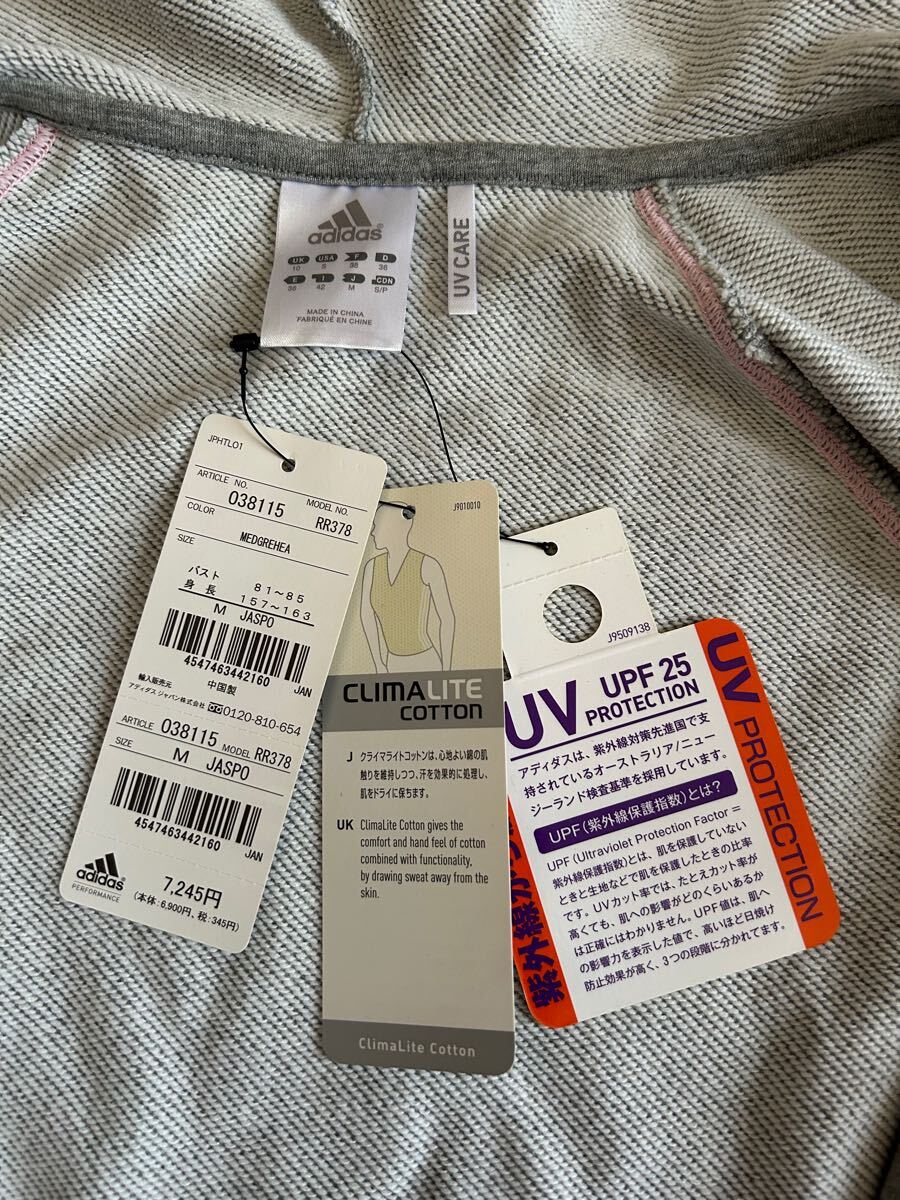 adidas
UK USA F D
10 S 38 36
E I J CDN
36 42 M S/P
MADE IN CHINA
FABRIQUÉ EN CHINE
UV CARE
JPHTL01
ARTICLE NO.
038115
MODEL NO.
RR378
COLOR
MEDGREHEA
SIZE
バスト 81~85
身長 157~163
M JASPO
4547463442160 JAN
輸入販売元 中国製
アディダス ジャパン株式会社 0120-810-654
ARTICLE 038115 MODEL RR378
SIZE M JASPO
4547463442160 JAN
adidas
PERFORMANCE
7,245円
(本体:6,900円、税:345円)
J9010010
CLIMALITE
COTTON
J クライマライトコットンは、心地よい綿の肌
触りを維持しつつ、汗を効果的に処理し、
肌をドライに保ちます。
UK ClimaLite Cotton gives the
comfort and hand feel of cotton
combined with functionality,
by drawing sweat away from the
skin.
ClimaLite Cotton
J9509138
UV UPF 25
PROTECTION
アディダスは、紫外線対策先進国で支
持されているオーストラリア/ニュー
ジーランド検査基準を採用しています。
UPF(紫外線保護指数)とは?
UPF(Ultraviolet Protection Factor=
紫外線保護指数)とは、肌を保護していない
ときと生地などで肌を保護したときの比率
です。UVカット率では、たとえカット率が
高くても、肌への影響がどのくらいあるか
は正確にはわかりません。UPF値は、肌へ
の影響力を表示した値で、高いほど日焼け
防止効果が高く、3つの段階に分かれてます。
UV PROTECTION
紫外線から